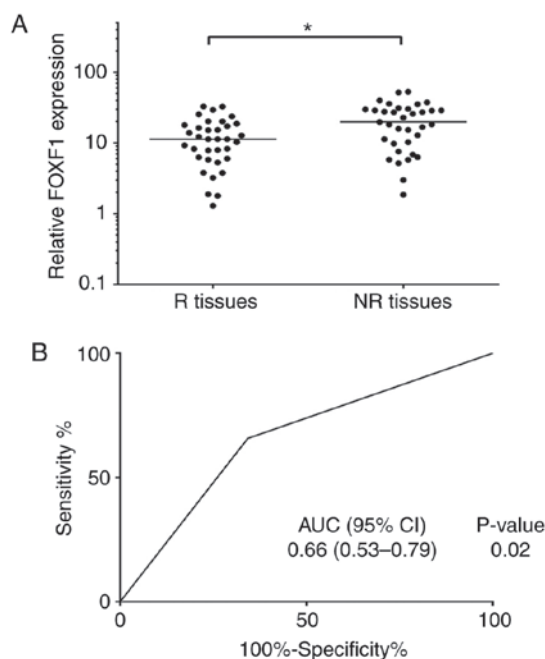 A
*
Relative FOXF1 expression
100
10
1
0.1
R tissues
NR tissues
B
Sensitivity %
100
50
0
AUC (95% CI) P-value
0.66 (0.53–0.79) 0.02
0 50 100
100%-Specificity%